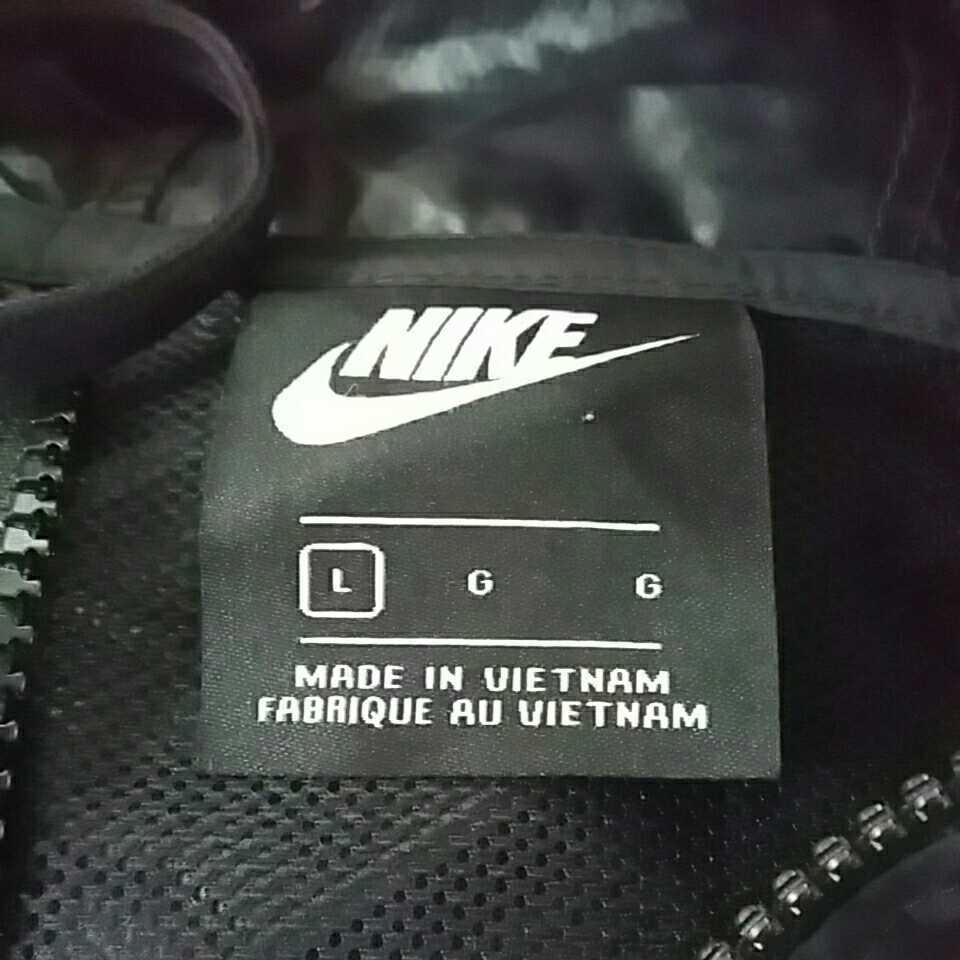 NIKE
L G G
MADE IN VIETNAM
FABRIQUE AU VIETNAM